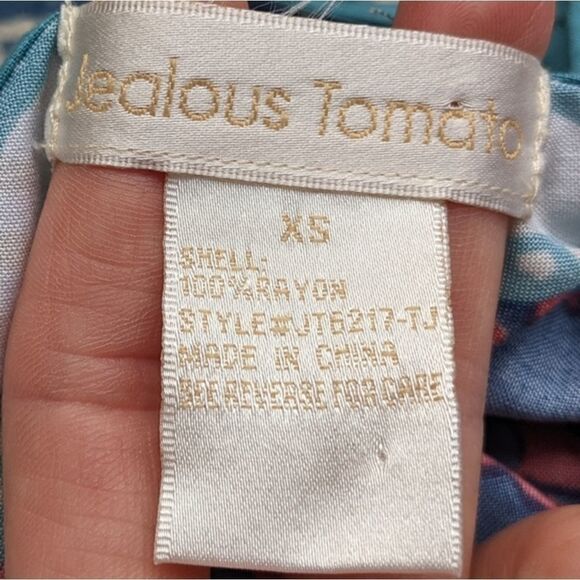 Jealous Tomato
XS
SHELL:
100%RAYON
STYLE#JT6217-TJ
MADE IN CHINA
SEE REVERSE FOR CARE